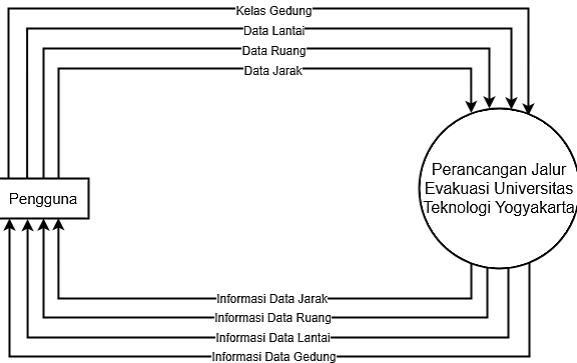 Kelas Gedung
Data Lantai
Data Ruang
Data Jarak
Pengguna
Perancangan Jalur
Evakuasi Universitas
Teknologi Yogyakarta
Informasi Data Jarak
Informasi Data Ruang
Informasi Data Lantai
Informasi Data Gedung